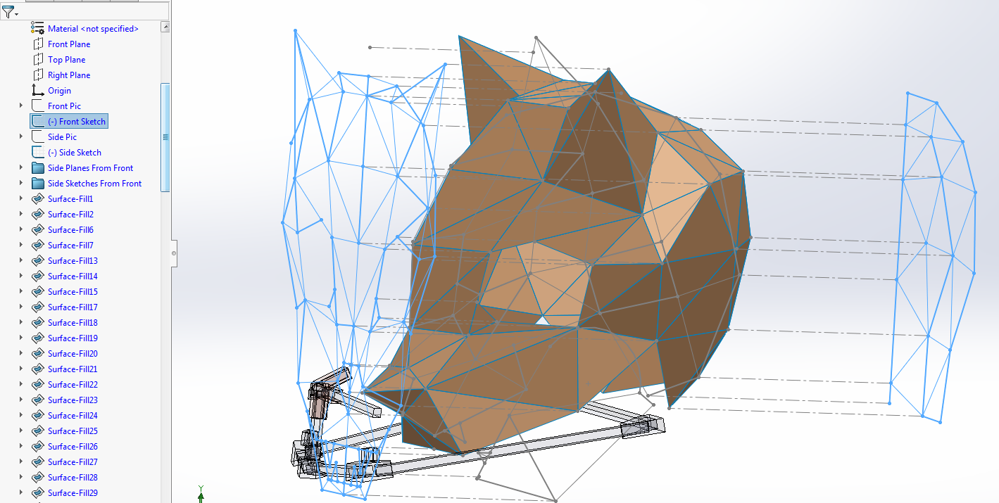 Material <not specified>
Front Plane
Top Plane
Right Plane
Origin
Front Pic
(-) Front Sketch
Side Pic
(-) Side Sketch
Side Planes From Front
Side Sketches From Front
Surface-Fill1
Surface-Fill2
Surface-Fill6
Surface-Fill7
Surface-Fill13
Surface-Fill14
Surface-Fill15
Surface-Fill17
Surface-Fill18
Surface-Fill19
Surface-Fill20
Surface-Fill21
Surface-Fill22
Surface-Fill23
Surface-Fill24
Surface-Fill25
Surface-Fill26
Surface-Fill27
Surface-Fill28
Surface-Fill29
Y